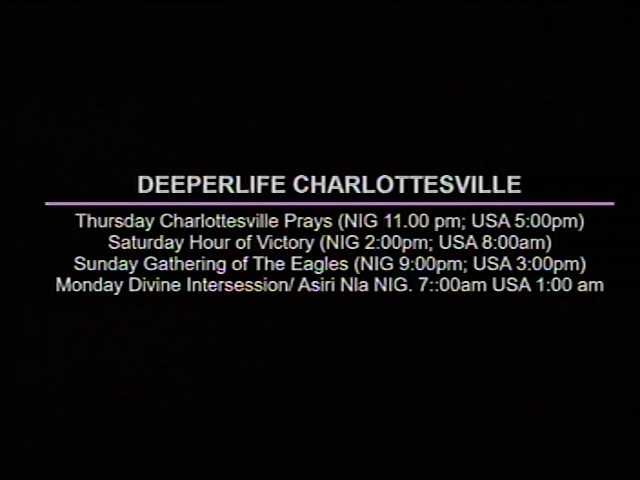 DEEPERLIFE CHARLOTTESVILLE
Thursday Charlottesville Prays (NIG 11.00 pm; USA 5:00pm)
Saturday Hour of Victory (NIG 2:00pm; USA 8:00am)
Sunday Gathering of The Eagles (NIG 9:00pm; USA 3:00pm)
Monday Divine Intersession/ Asiri Nla NIG. 7::00am USA 1:00 am